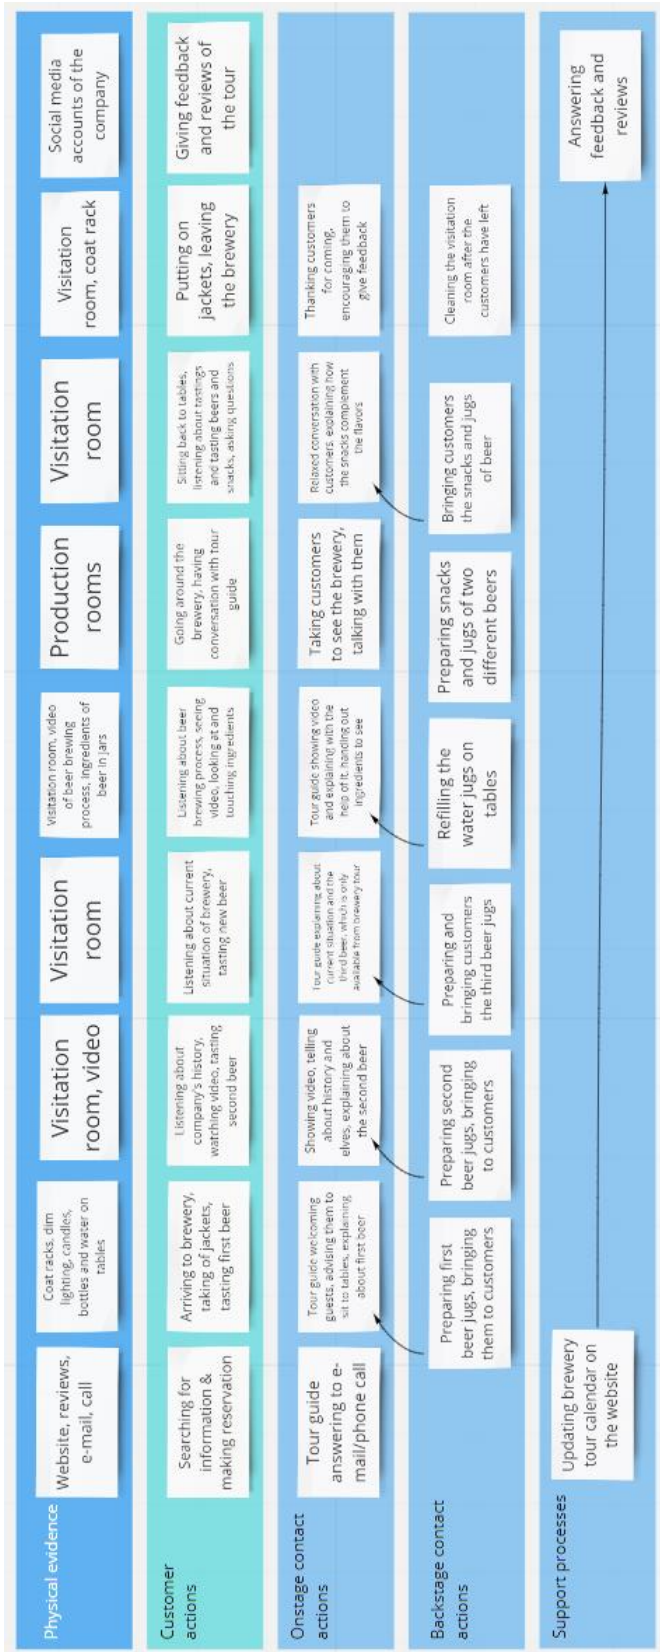 Physical evidence
Website, reviews,
e-mail, call
Coat racks, dim
lighting, candles,
bottles and water on
tables
Visitation
room, video
Visitation
room
Visitation room, video
of beer brewing
process, ingredients of
beer in jars
Production
rooms
Visitation
room
Visitation
room, coat rack
Social media
accounts of the
company
Customer
actions
Searching for
information &
making reservation
Arriving to brewery,
taking of jackets,
tasting first beer
Listening about
company's history,
watching video, tasting
second beer
Listening about current
situation of brewery,
tasting new beer
Listening about beer
brewing process, seeing
video, looking at and
touching ingredients
Going around the
brewery, having
conversation with tour
guide
Sitting back to tables,
listening about tastings
and tasting beers and
snacks, asking questions
Putting on
jackets, leaving
the brewery
Giving feedback
and reviews of
the tour
Onstage contact
actions
Tour guide
answering to e-
mail/phone call
Tour guide welcoming
guests, advising them to
sit to tables, explaining
about first beer
Showing video, telling
about history and
elves, explaining about
the second beer
Tour guide explaining about
current situation and the
third beer, which is only
available from brewery tour
Tour guide showing video
and explaining with the
help of it, handing out
ingredients to see
Taking customers
to see the brewery,
talking with them
Relaxed conversation with
customers, explaining how
the snacks complement
the flavors
Thanking customers
for coming,
encouraging them to
give feedback
Backstage contact
actions
Preparing first
beer jugs, bringing
them to customers
Preparing second
beer jugs, bringing
to customers
Preparing and
bringing customers
the third beer jugs
Refilling the
water jugs on
tables
Preparing snacks
and jugs of two
different beers
Bringing customers
the snacks and jugs
of beer
Cleaning the visitation
room after the
customers have left
Support processes
Updating brewery
tour calendar on
the website
Answering
feedback and
reviews